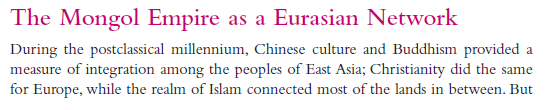 The Mongol Empire as a Eurasian Network
During the postclassical millennium, Chinese culture and Buddhism provided a
measure of integration among the peoples of East Asia; Christianity did the same
for Europe, while the realm of Islam connected most of the lands in between. But